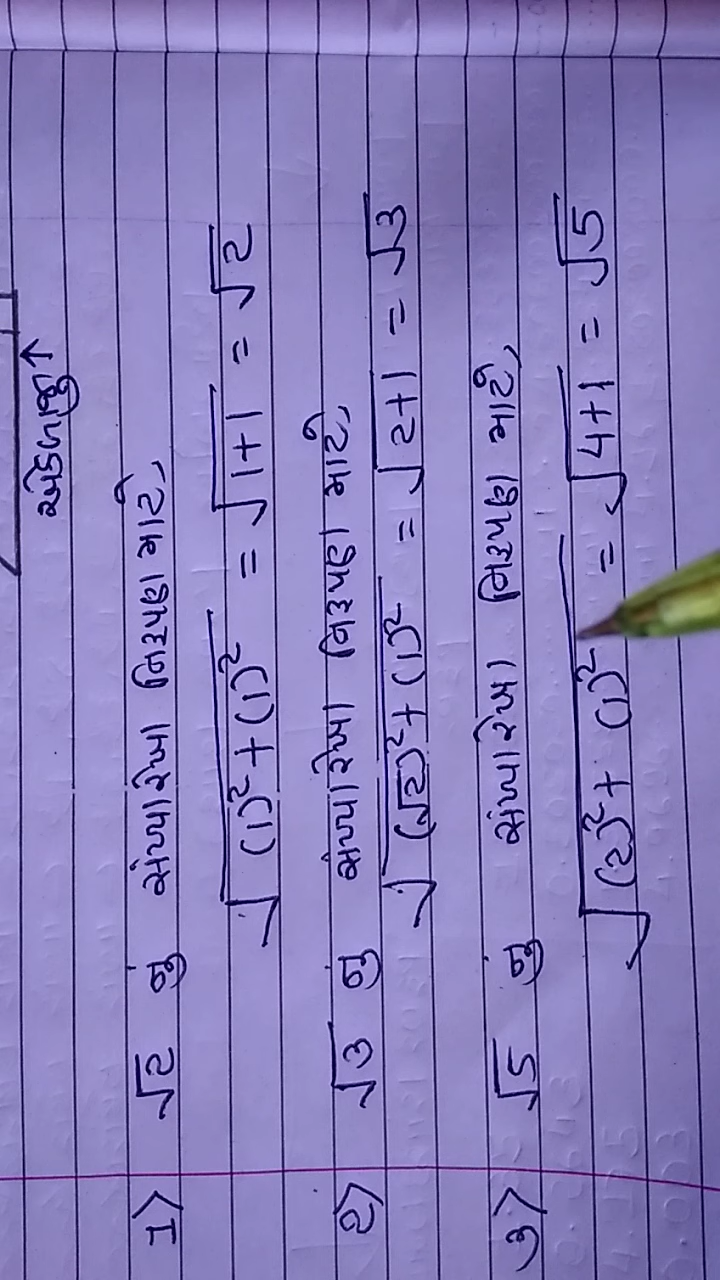 એકબાજુ ↑
1> √2 નું સંખ્યારેખા નિરૂપણ માટે,
√(1)² + (1)² = √1+1 = √2
2> √3 નું સંખ્યારેખા નિરૂપણ માટે,
√(√2)² + (1)² = √2+1 = √3
3> √5 નું સંખ્યારેખા નિરૂપણ માટે,
√(2)² + (1)² = √4+1 = √5